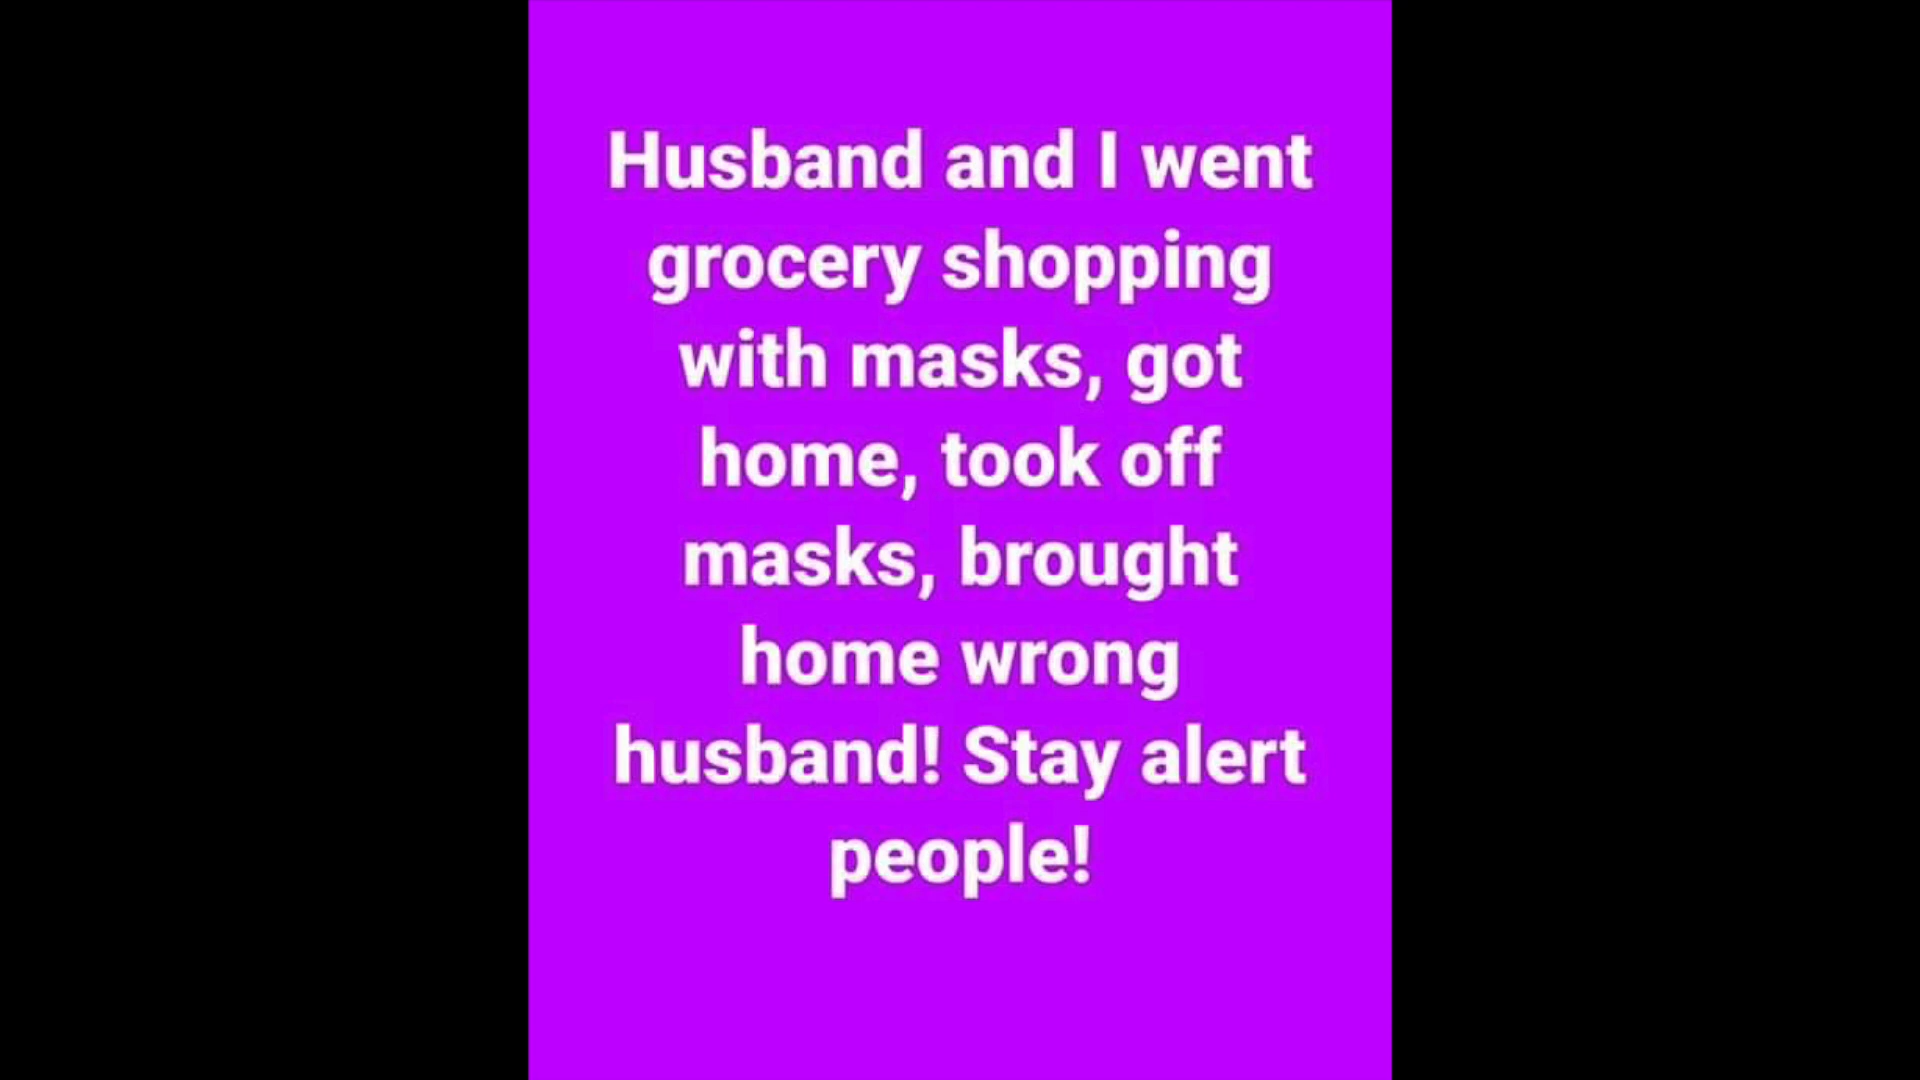 Husband and I went
grocery shopping
with masks, got
home, took off
masks, brought
home wrong
husband! Stay alert
people!